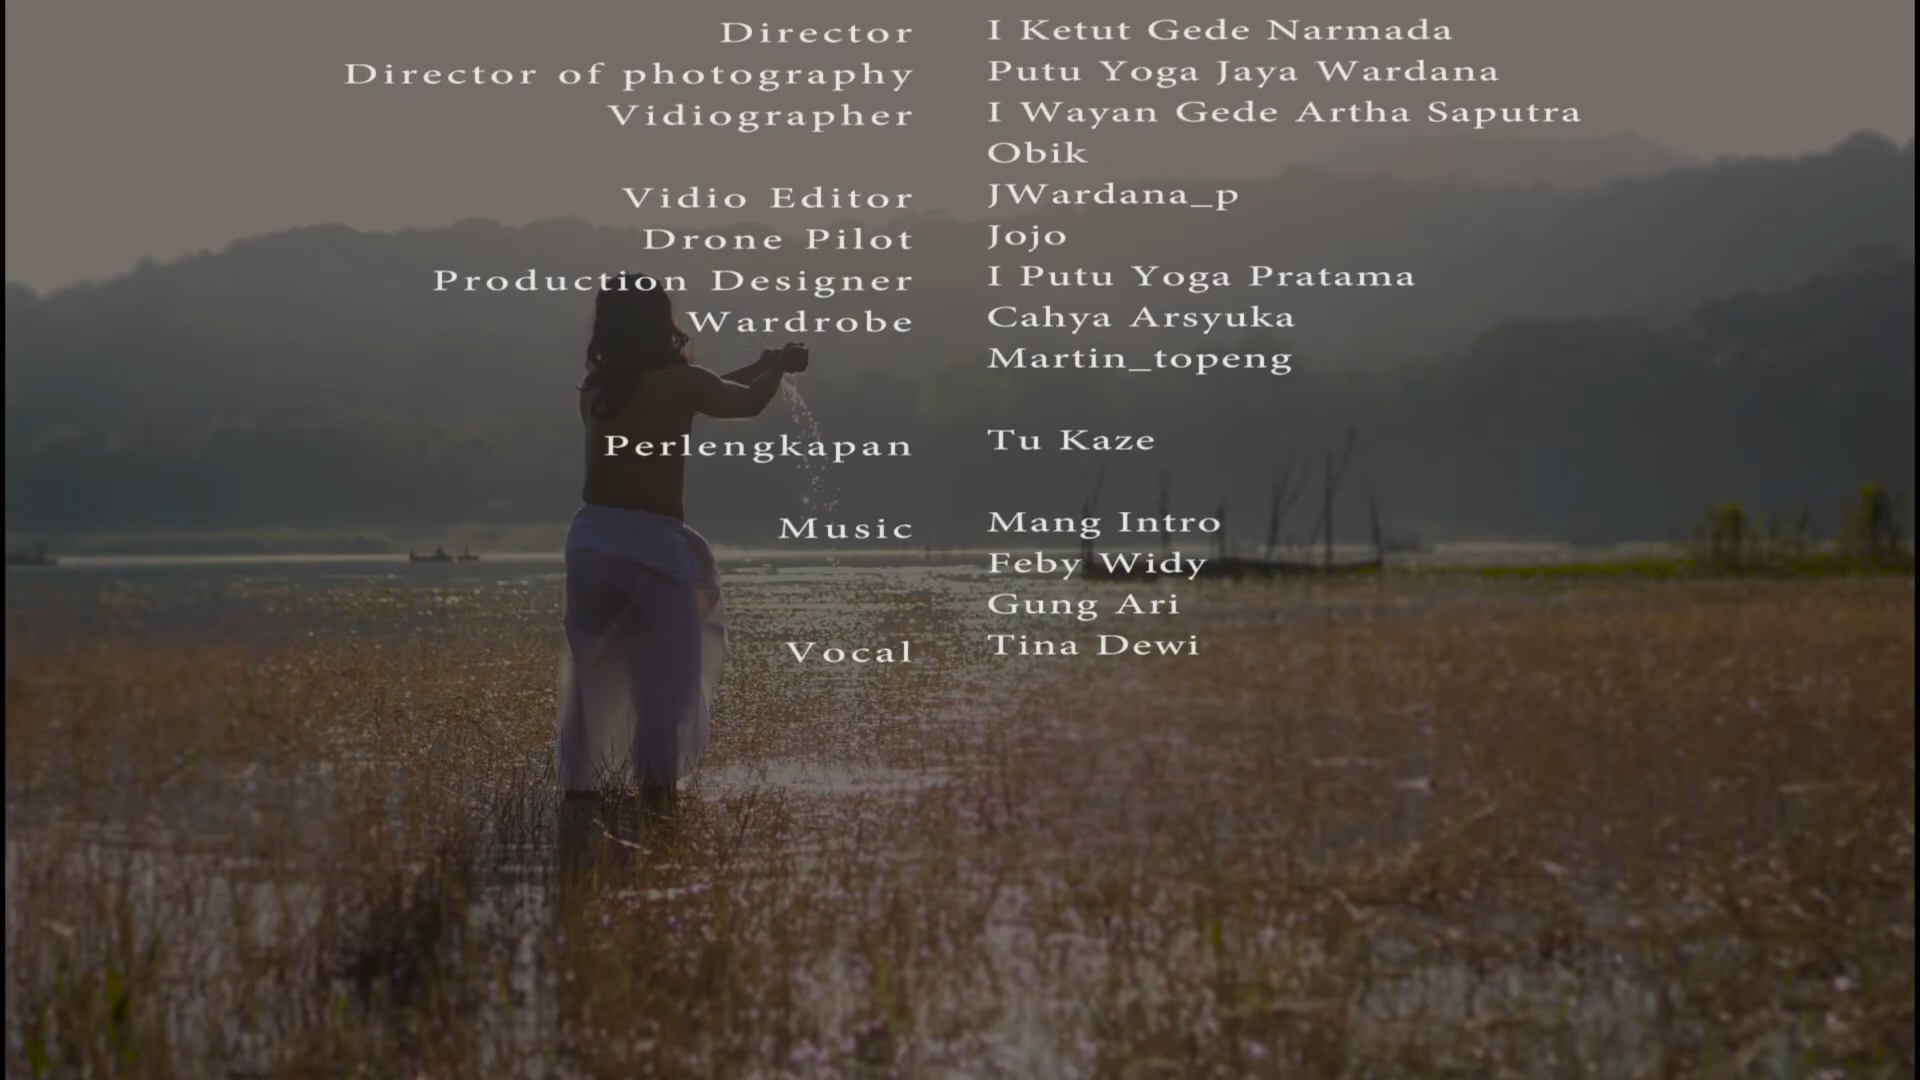 Director I Ketut Gede Narmada
Director of photography Putu Yoga Jaya Wardana
Vidiographer I Wayan Gede Artha Saputra
Obik
Vidio Editor JWardana_p
Drone Pilot Jojo
Production Designer I Putu Yoga Pratama
Wardrobe Cahya Arsyuka
Martin_topeng
Perlengkapan Tu Kaze
Music Mang Intro
Feby Widy
Gung Ari
Vocal Tina Dewi